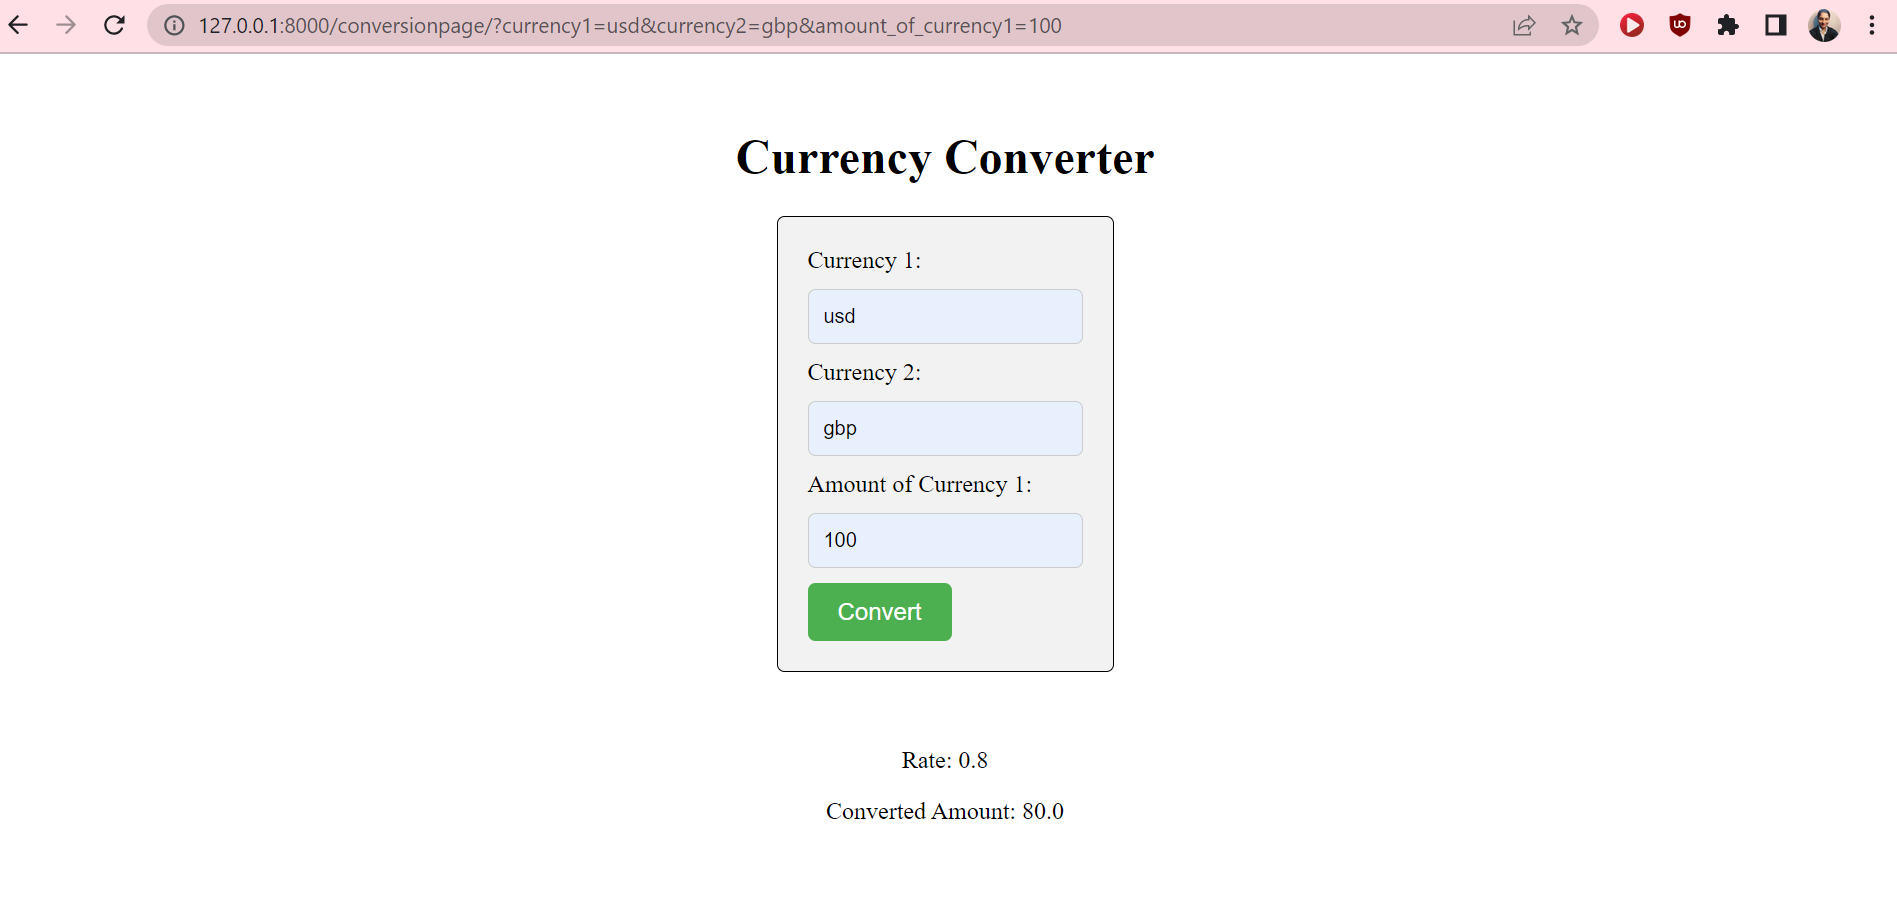 127.0.0.1:8000/conversionpage/?currency1=usd&currency2=gbp&amount_of_currency1=100
Currency Converter
Currency 1:
usd
Currency 2:
gbp
Amount of Currency 1:
100
Convert
Rate: 0.8
Converted Amount: 80.0